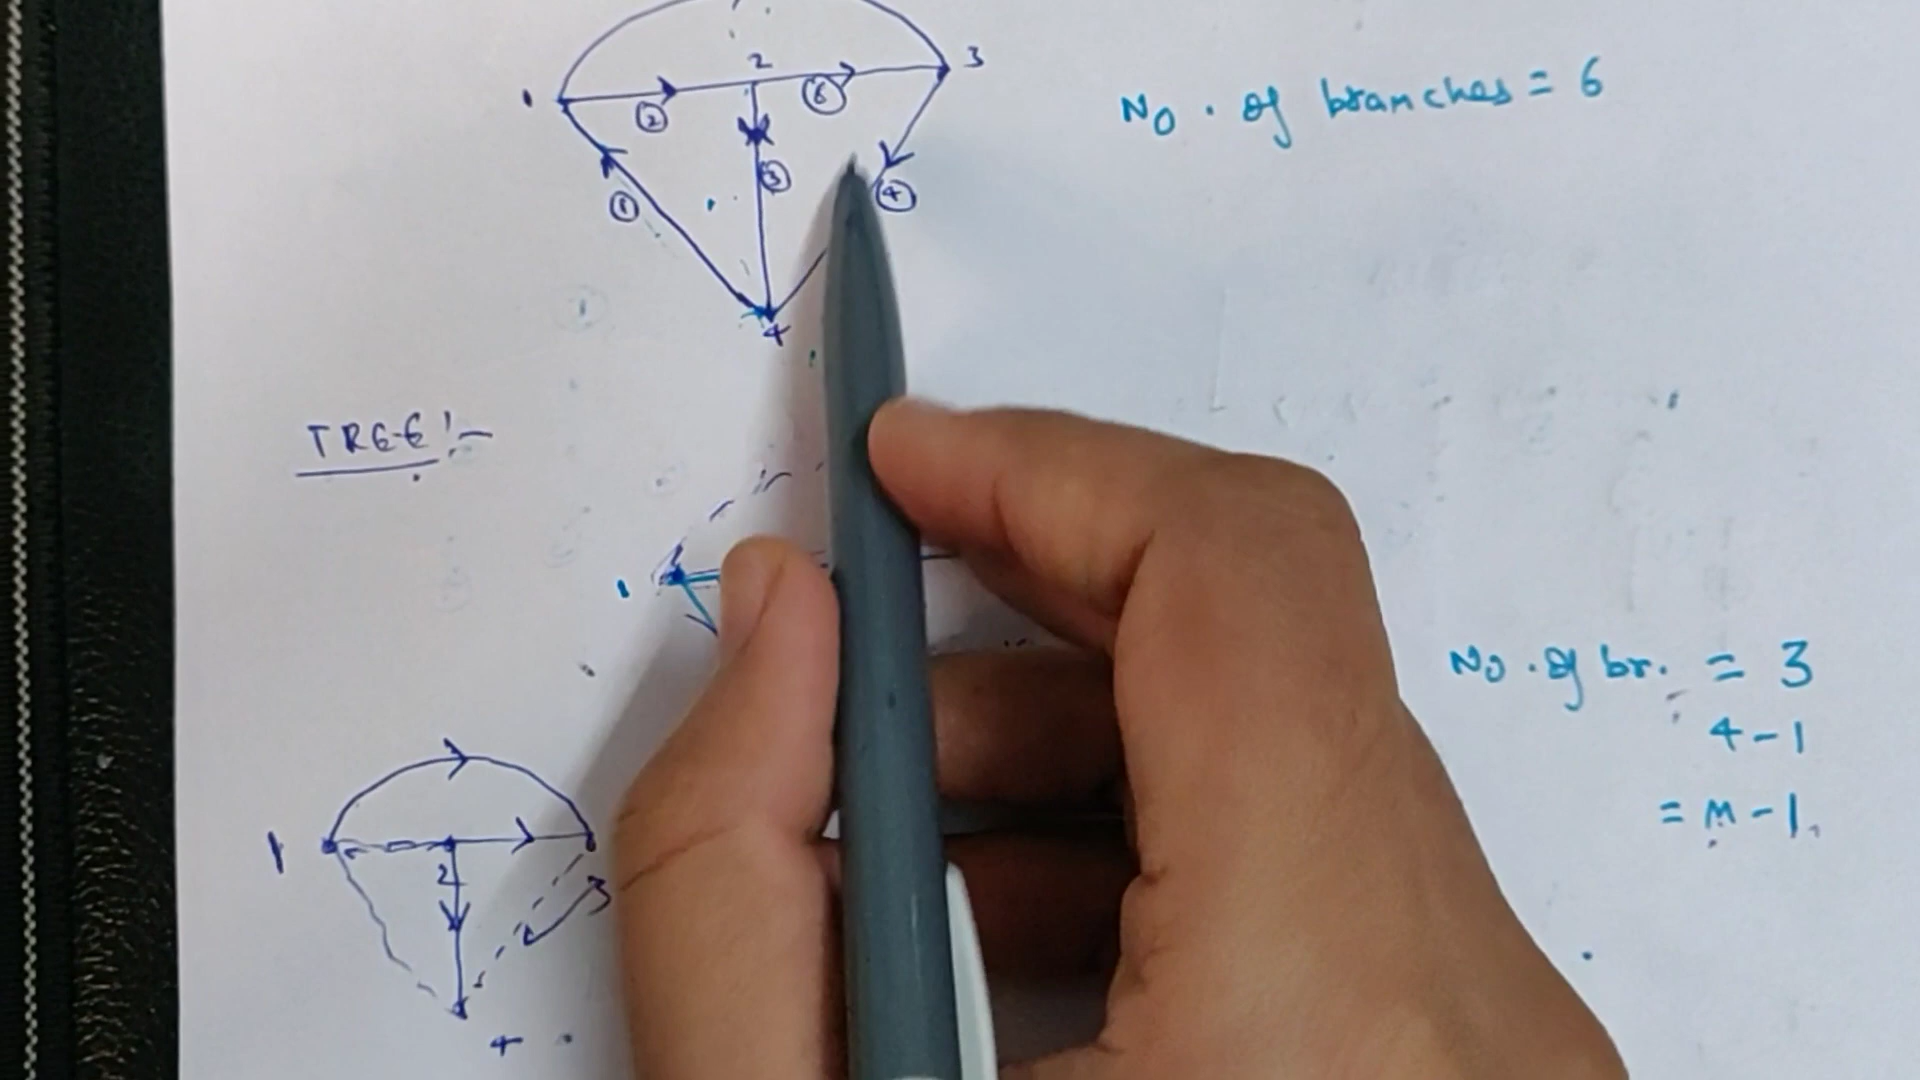 1 2 3
② ⑥
No. of branches = 6
① ③ ④
4
TREE:-
1
No. of br. = 3
4-1
= n-1.
1 2 3
4